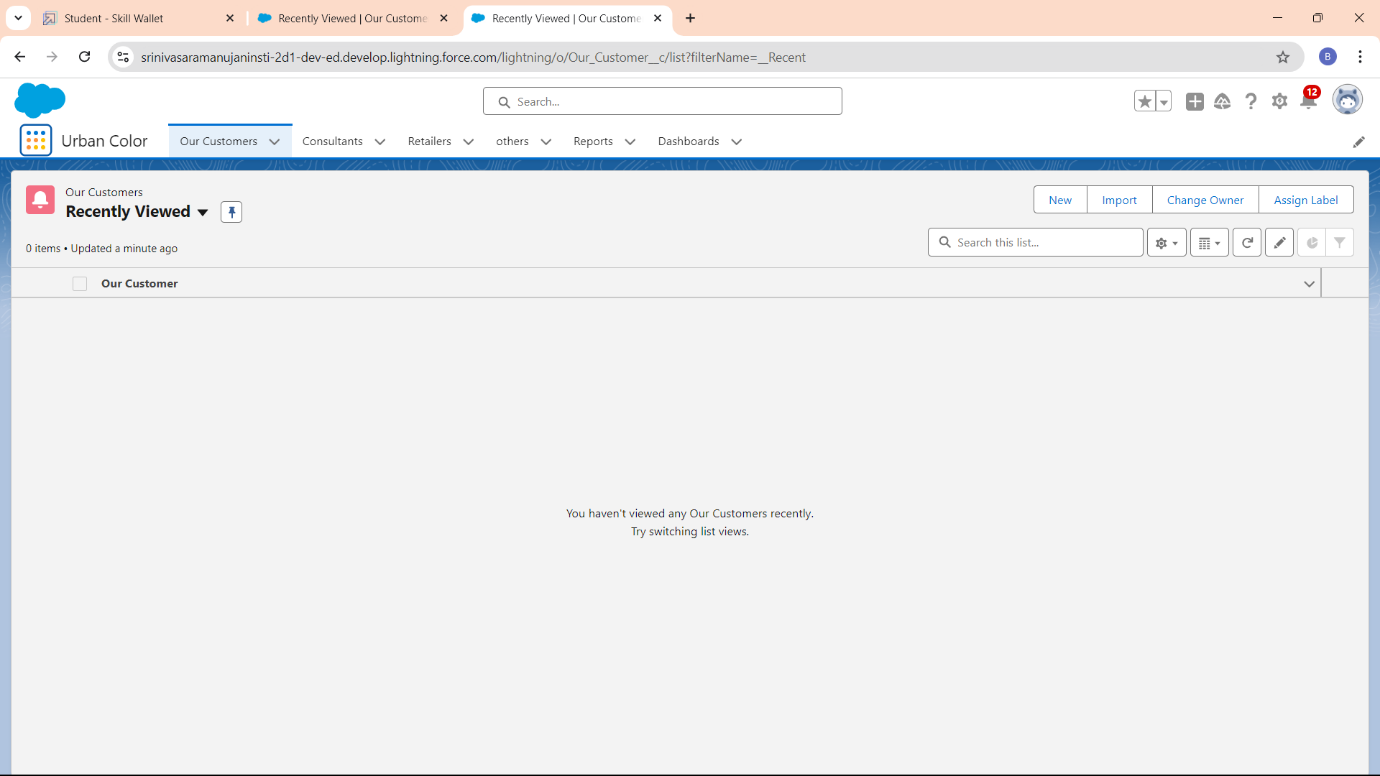 Student - Skill Wallet
Recently Viewed | Our Custome
Recently Viewed | Our Custome
srinivasaramanujaninsti-2d1-dev-ed.develop.lightning.force.com/lightning/o/Our_Customer__c/list?filterName=__Recent
B
Search...
12
Urban Color
Our Customers
Consultants
Retailers
others
Reports
Dashboards
Our Customers
Recently Viewed
New
Import
Change Owner
Assign Label
0 items • Updated a minute ago
Search this list...
Our Customer
You haven't viewed any Our Customers recently.
Try switching list views.